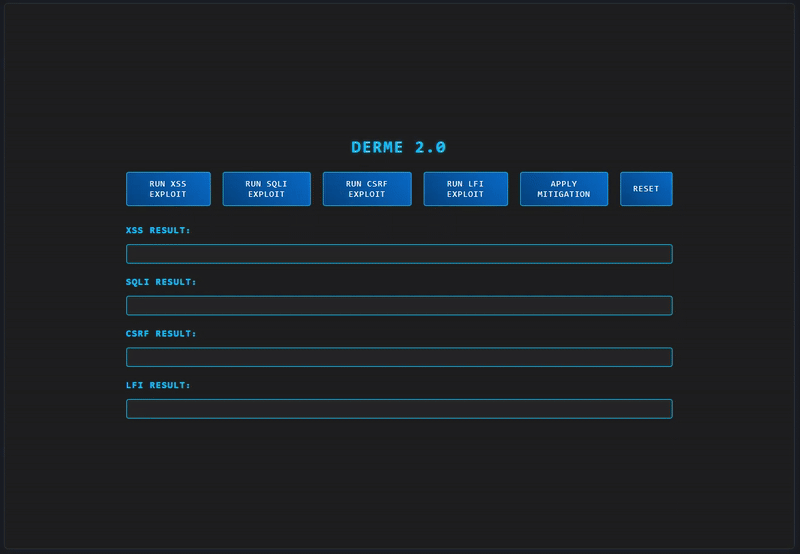 DERME 2.0
RUN XSS
EXPLOIT
RUN SQLI
EXPLOIT
RUN CSRF
EXPLOIT
RUN LFI
EXPLOIT
APPLY
MITIGATION
RESET
XSS RESULT:
SQLI RESULT:
CSRF RESULT:
LFI RESULT: